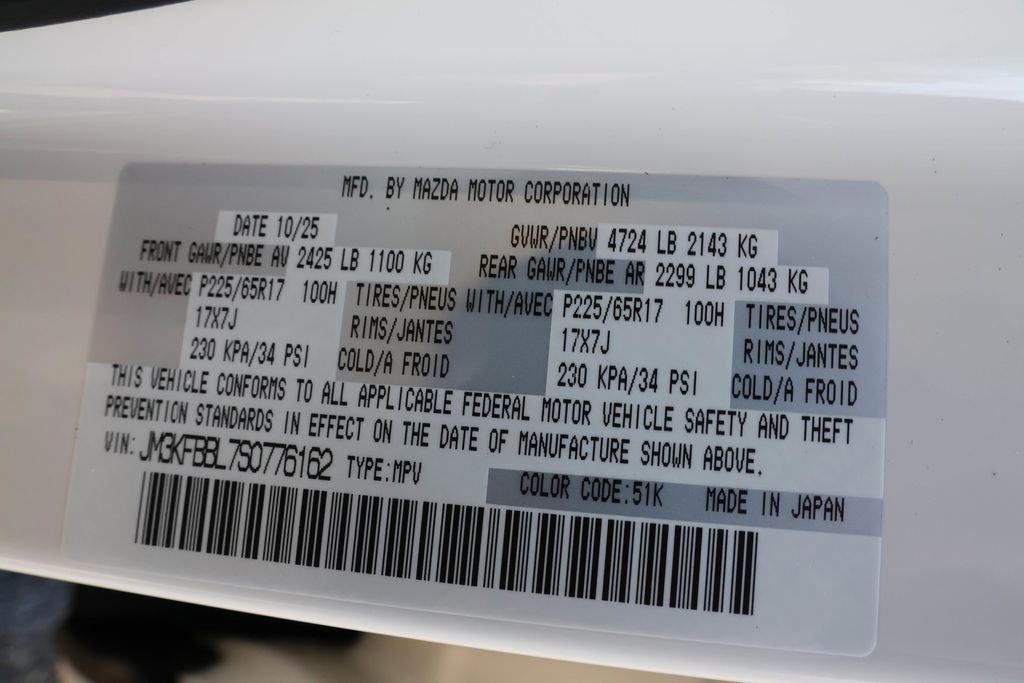 MFD. BY MAZDA MOTOR CORPORATION
DATE 10/25 GVWR/PNBV 4724 LB 2143 KG
FRONT GAWR/PNBE AV 2425 LB 1100 KG REAR GAWR/PNBE AR 2299 LB 1043 KG
WITH/AVEC P225/65R17 100H TIRES/PNEUS WITH/AVEC P225/65R17 100H TIRES/PNEUS
17X7J RIMS/JANTES 17X7J RIMS/JANTES
230 KPA/34 PSI COLD/A FROID 230 KPA/34 PSI COLD/A FROID
THIS VEHICLE CONFORMS TO ALL APPLICABLE FEDERAL MOTOR VEHICLE SAFETY AND THEFT
PREVENTION STANDARDS IN EFFECT ON THE DATE OF MANUFACTURE SHOWN ABOVE.
VIN: JM3KFBBL7S0776162 TYPE:MPV COLOR CODE:51K MADE IN JAPAN